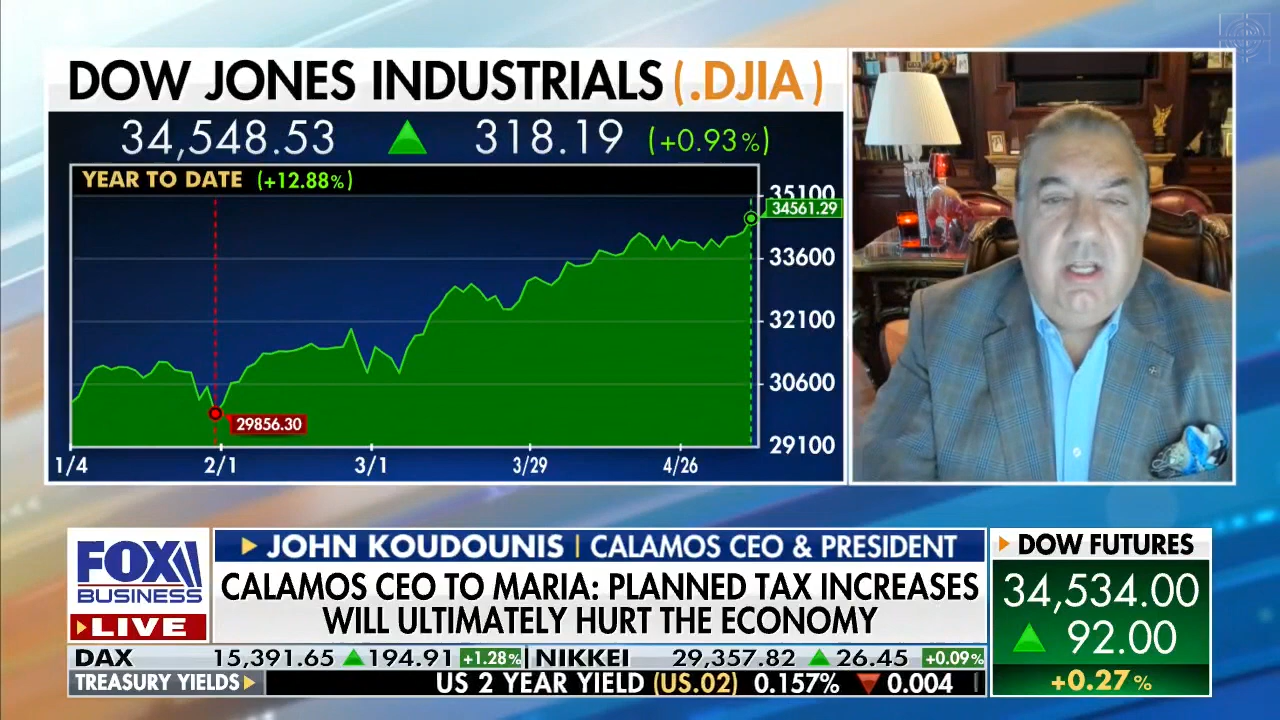 DOW JONES INDUSTRIALS (.DJIA)
34,548.53 ▲ 318.19 (+0.93%)
YEAR TO DATE (+12.88%)
35100
34561.29
33600
32100
30600
29856.30
29100
1/4 2/1 3/1 3/29 4/26
FOX BUSINESS
LIVE
JOHN KOUDOUNIS | CALAMOS CEO & PRESIDENT
CALAMOS CEO TO MARIA: PLANNED TAX INCREASES
WILL ULTIMATELY HURT THE ECONOMY
DOW FUTURES
34,534.00
▲ 92.00
+0.27%
DAX 15,391.65 ▲ 194.91 +1.28% NIKKEI 29,357.82 ▲ 26.45 +0.09%
TREASURY YIELDS US 2 YEAR YIELD (US.02) 0.157% ▼ 0.004